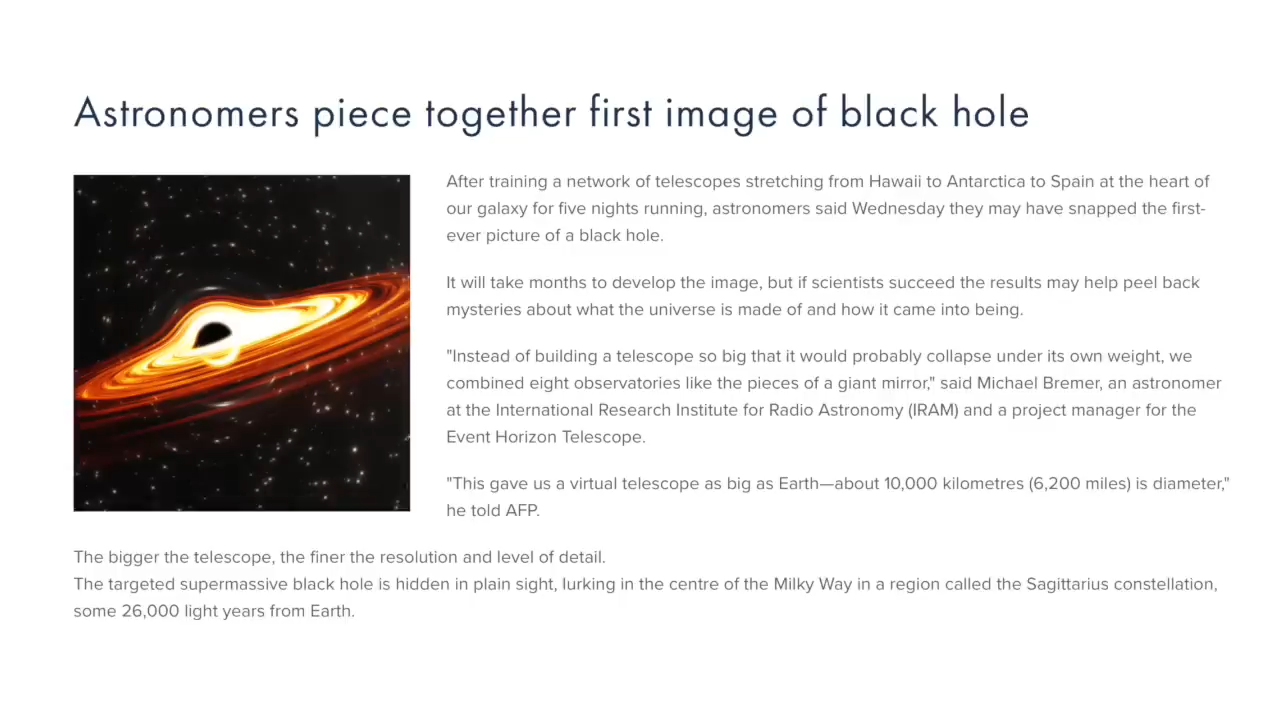 Astronomers piece together first image of black hole
After training a network of telescopes stretching from Hawaii to Antarctica to Spain at the heart of
our galaxy for five nights running, astronomers said Wednesday they may have snapped the first-
ever picture of a black hole.
It will take months to develop the image, but if scientists succeed the results may help peel back
mysteries about what the universe is made of and how it came into being.
"Instead of building a telescope so big that it would probably collapse under its own weight, we
combined eight observatories like the pieces of a giant mirror," said Michael Bremer, an astronomer
at the International Research Institute for Radio Astronomy (IRAM) and a project manager for the
Event Horizon Telescope.
"This gave us a virtual telescope as big as Earth—about 10,000 kilometres (6,200 miles) is diameter,"
he told AFP.
The bigger the telescope, the finer the resolution and level of detail.
The targeted supermassive black hole is hidden in plain sight, lurking in the centre of the Milky Way in a region called the Sagittarius constellation,
some 26,000 light years from Earth.